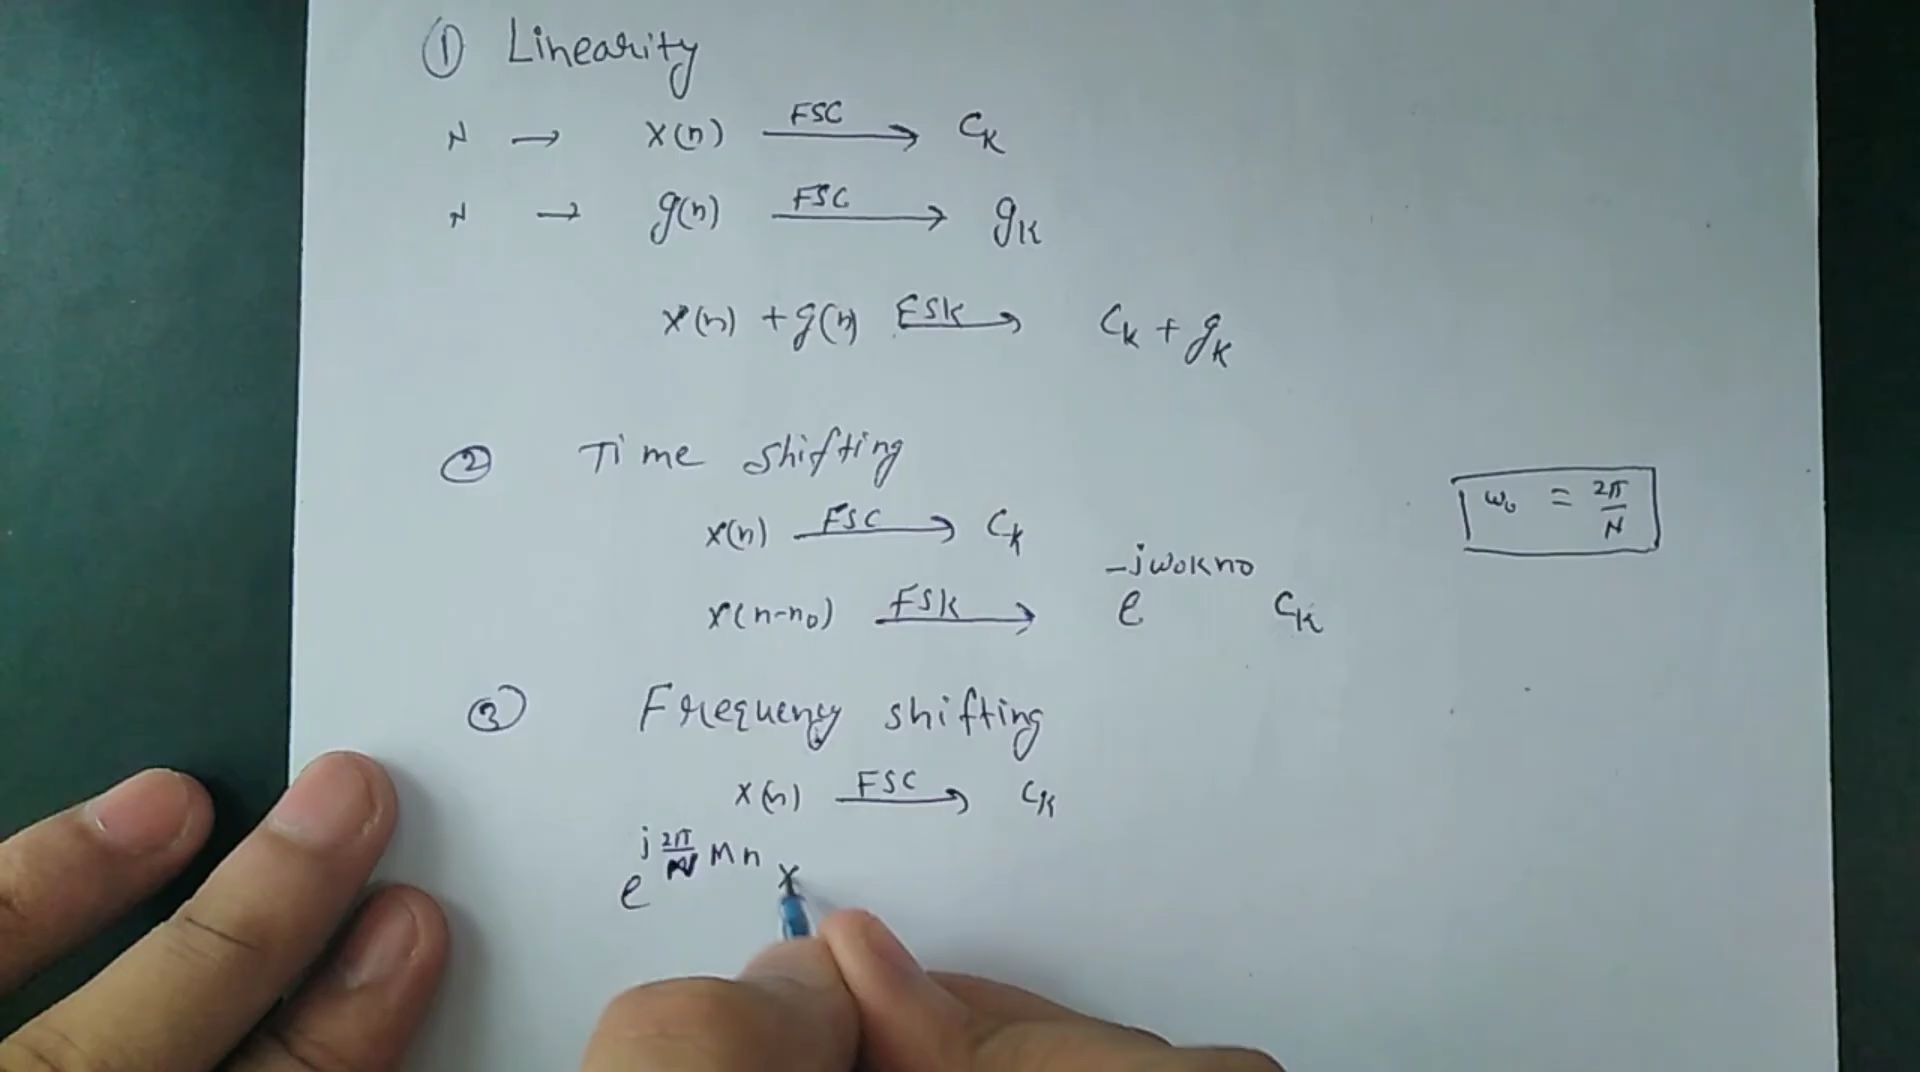 ① Linearity
N → x(n) FSC→ CK
N → g(n) FSC→ gK
x(n) + g(n) FSK→ CK + gK
② Time shifting
x(n) FSC→ CK
ω0 = 2π/N
x(n-n0) FSK→ e^-jω0Kn0 CK
③ Frequency shifting
x(n) FSC→ CK
e^j 2π/N Mn x